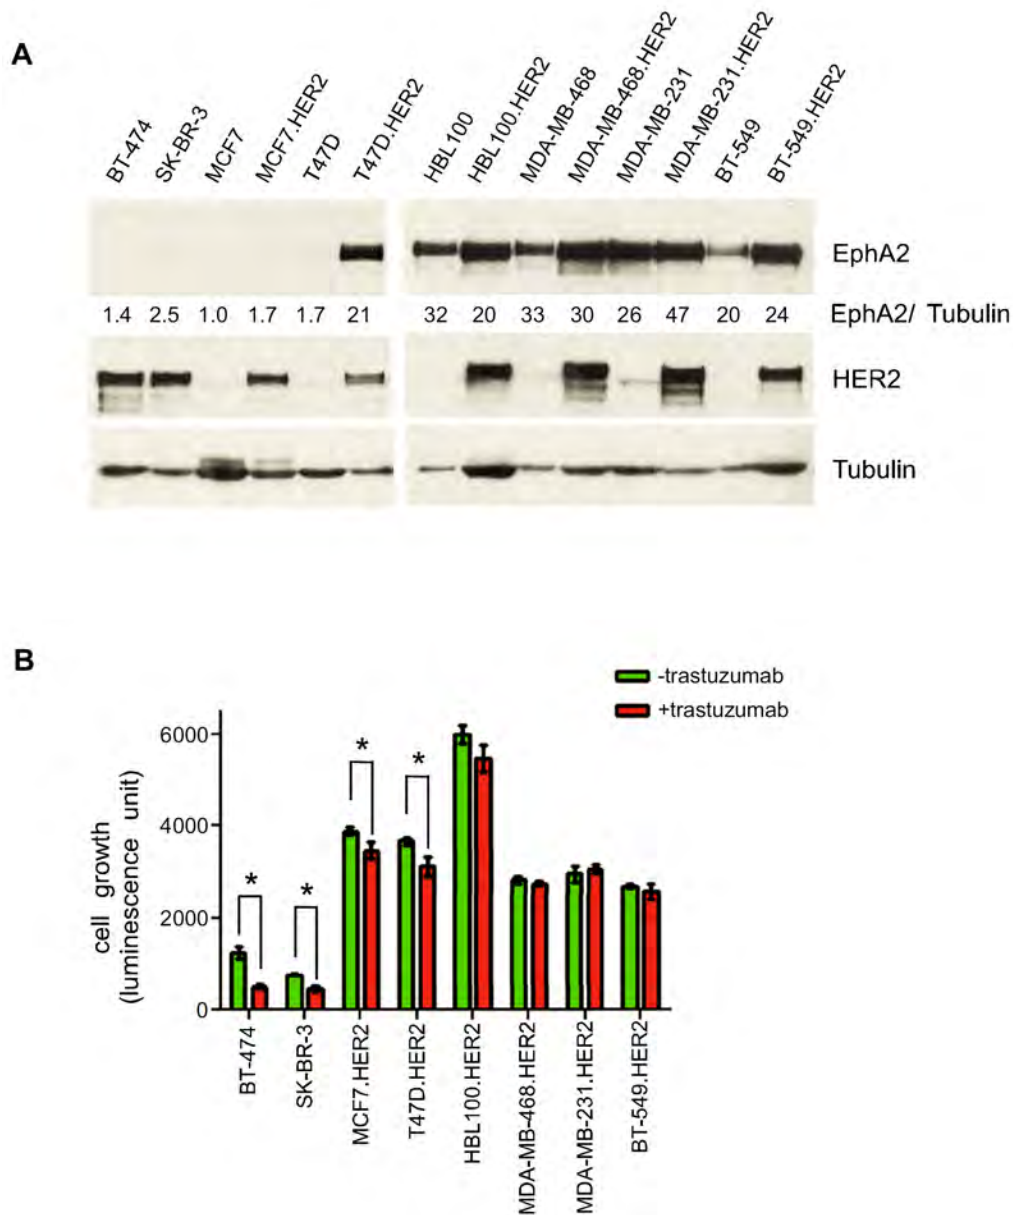 A
BT-474 SK-BR-3 MCF7 MCF7.HER2 T47D T47D.HER2 HBL100 HBL100.HER2 MDA-MB-468 MDA-MB-468.HER2 MDA-MB-231 MDA-MB-231.HER2 BT-549 BT-549.HER2
EphA2
1.4 2.5 1.0 1.7 1.7 21 32 20 33 30 26 47 20 24 EphA2/ Tubulin
HER2
Tubulin
B
-trastuzumab
+trastuzumab
cell growth
(luminescence unit)
6000
4000
2000
0
* * * *
BT-474 SK-BR-3 MCF7.HER2 T47D.HER2 HBL100.HER2 MDA-MB-468.HER2 MDA-MB-231.HER2 BT-549.HER2